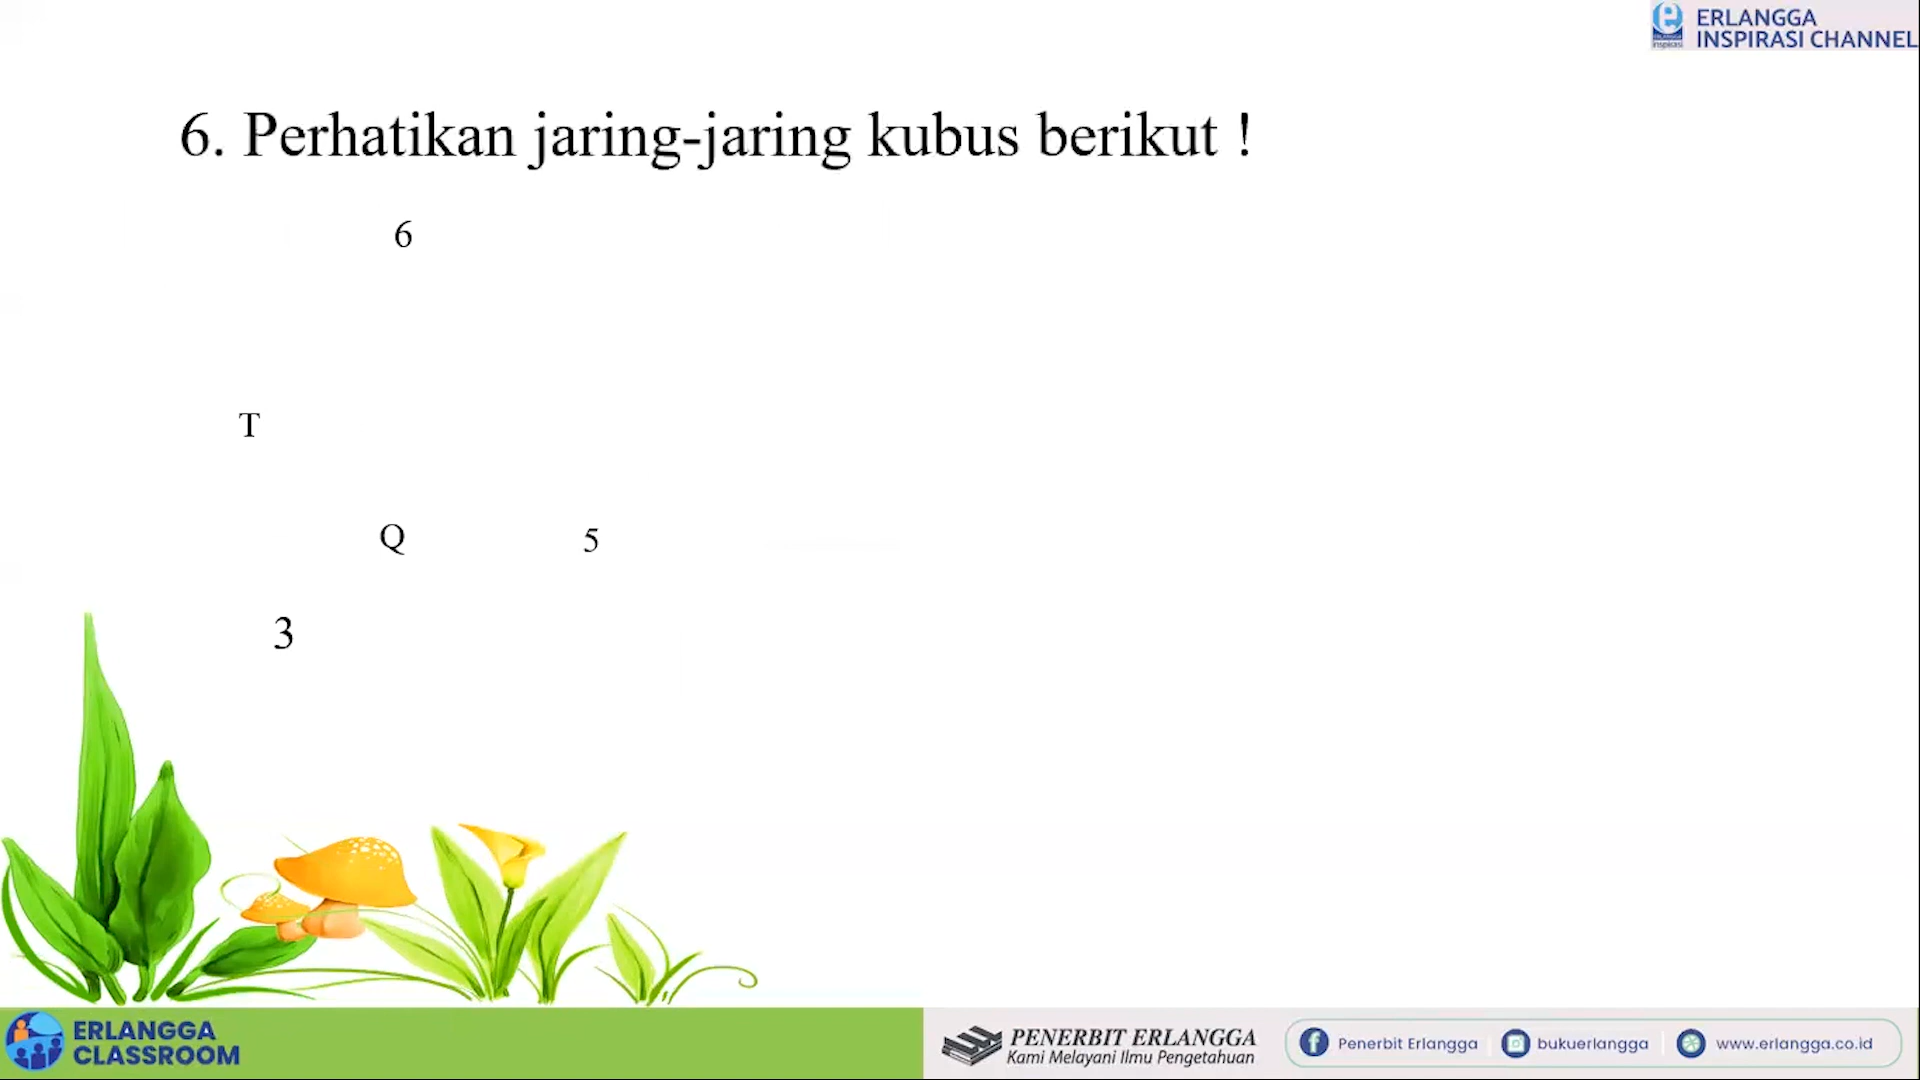 ERLANGGA
INSPIRASI CHANNEL
6. Perhatikan jaring-jaring kubus berikut !
6
T
Q
5
3
ERLANGGA
CLASSROOM
PENERBIT ERLANGGA
Kami Melayani Ilmu Pengetahuan
Penerbit Erlangga
bukuerlangga
www.erlangga.co.id